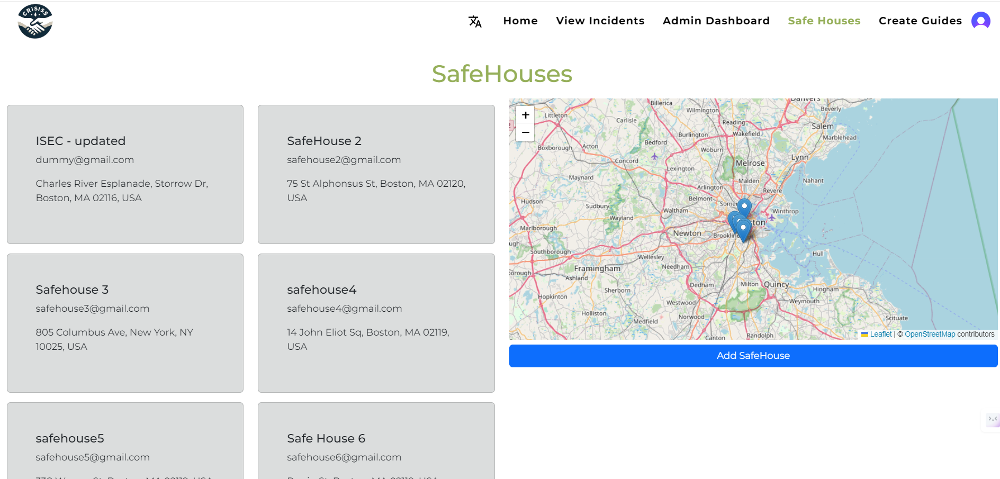 CRISISS
Home
View Incidents
Admin Dashboard
Safe Houses
Create Guides
SafeHouses
ISEC - updated
dummy@gmail.com
Charles River Esplanade, Storrow Dr,
Boston, MA 02116, USA
SafeHouse 2
safehouse2@gmail.com
75 St Alphonsus St, Boston, MA 02120,
USA
Safehouse 3
safehouse3@gmail.com
805 Columbus Ave, New York, NY
10025, USA
safehouse4
safehouse4@gmail.com
14 John Eliot Sq, Boston, MA 02119,
USA
safehouse5
safehouse5@gmail.com
Safe House 6
safehouse6@gmail.com
+
−
Billerica
Danvers
Littleton
Carlisle
Wilmington
Beverly
Reading
Salem
Boxborough
Acton
Bedford
Burlington
Wakefield
Marblehead
Concord
Woburn
Lynn
Lexington
Melrose
Maynard
Arlington
Malden
Nahant
Revere
Hudson
Sudbury
Belmont
Somer
Waltham
Winthrop
Wayland
ston
Marlborough
Newton
Brookline
ugh
Southborough
Wellesley
Needham
Hull
borough
Framingham
Ashland
Dedham
Milton
Quincy
Hingham
Hopkinton
Sherborn
Westwood
Weymouth
Holliston
Medfield
Norwood
Scituate
Canton
Randolph
Leaflet | © OpenStreetMap contributors
Add SafeHouse